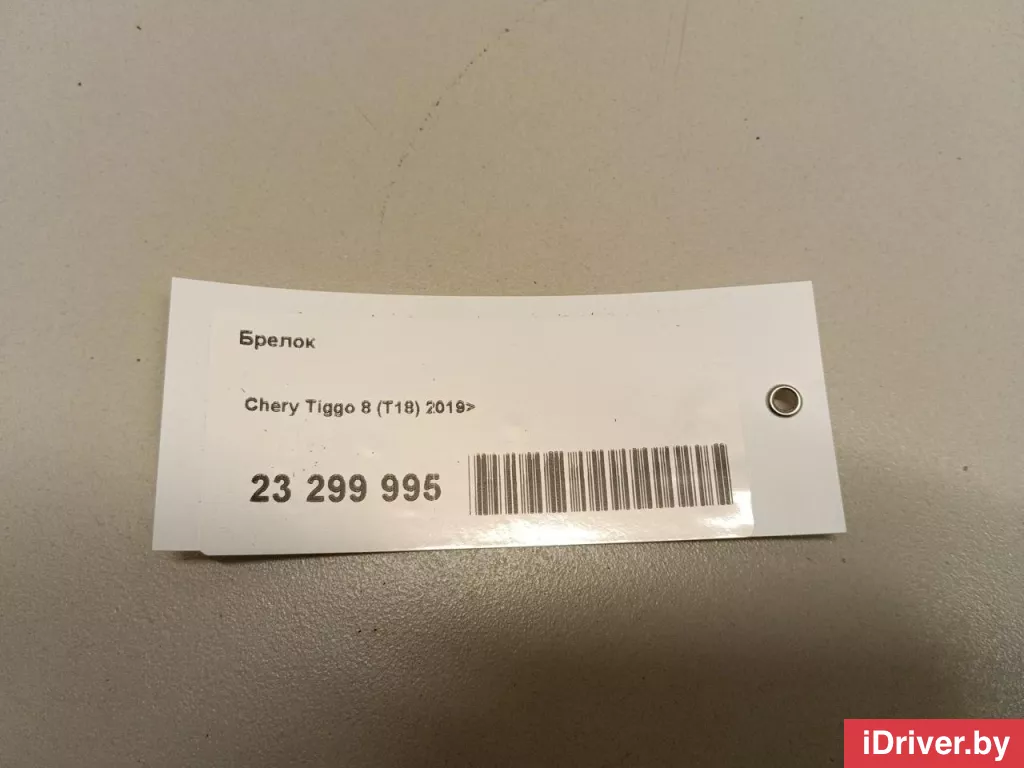 Брелок
Chery Tiggo 8 (T18) 2019>
23 299 995
iDriver.by